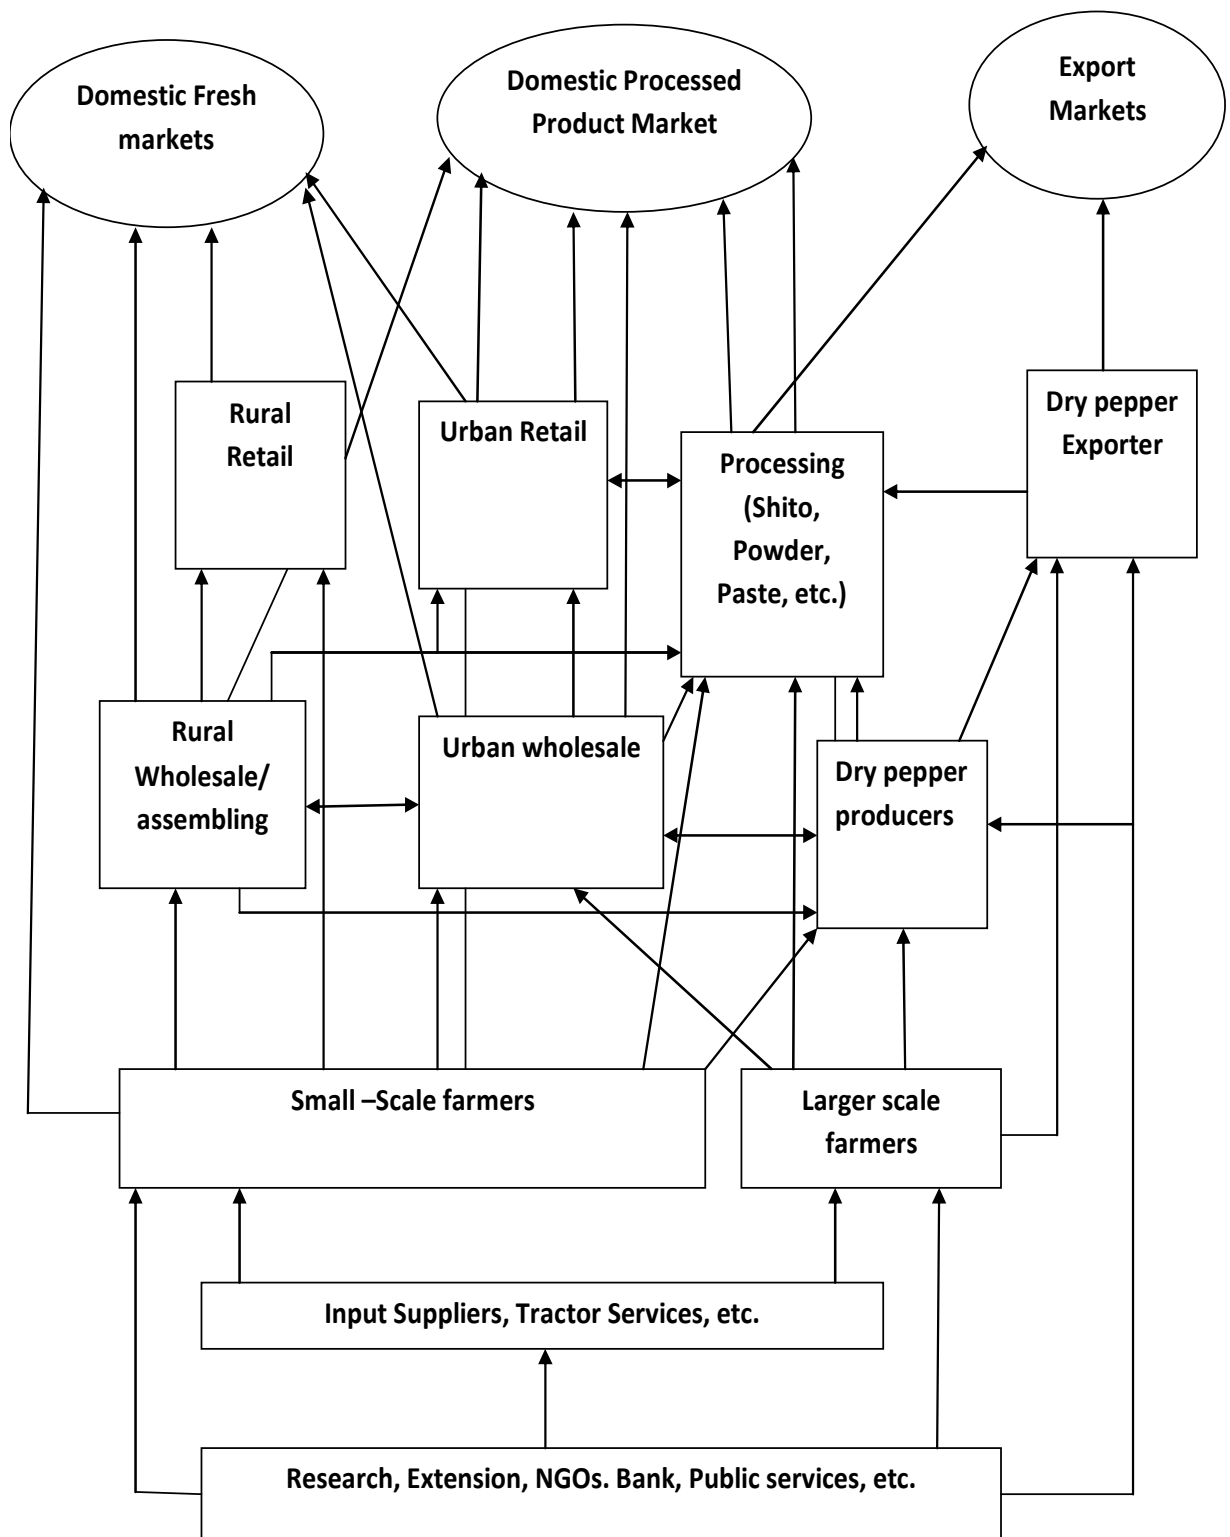 Domestic Fresh
markets
Domestic Processed
Product Market
Export
Markets
Rural
Retail
Urban Retail
Processing
(Shito,
Powder,
Paste, etc.)
Dry pepper
Exporter
Rural
Wholesale/
assembling
Urban wholesale
Dry pepper
producers
Small –Scale farmers
Larger scale
farmers
Input Suppliers, Tractor Services, etc.
Research, Extension, NGOs. Bank, Public services, etc.